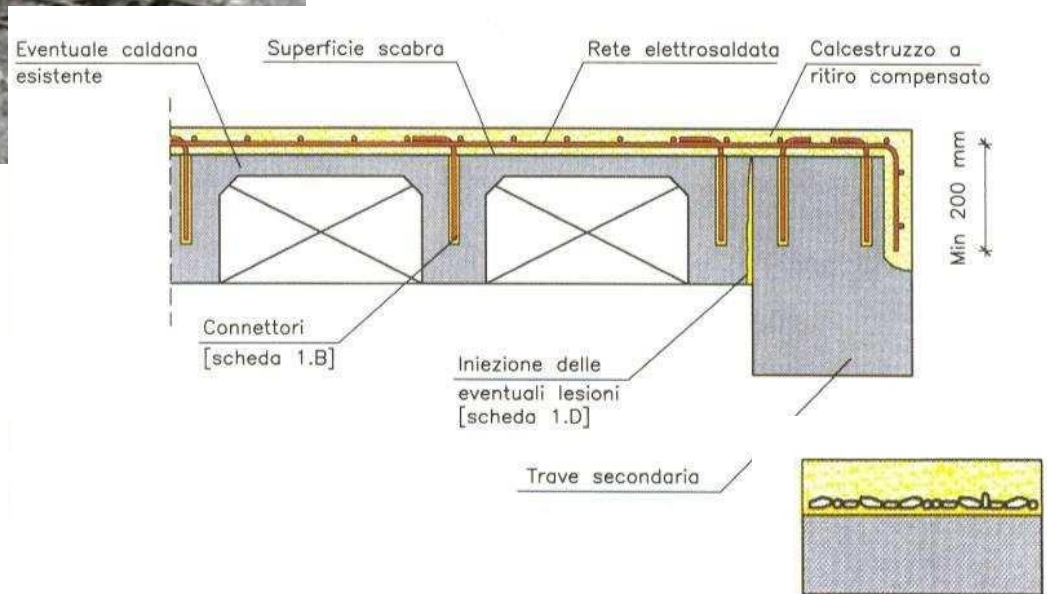 Eventuale caldana
esistente
Superficie scabra
Rete elettrosaldata
Calcestruzzo a
ritiro compensato
Min 200 mm
Connettori
[scheda 1.B]
Iniezione delle
eventuali lesioni
[scheda 1.D]
Trave secondaria